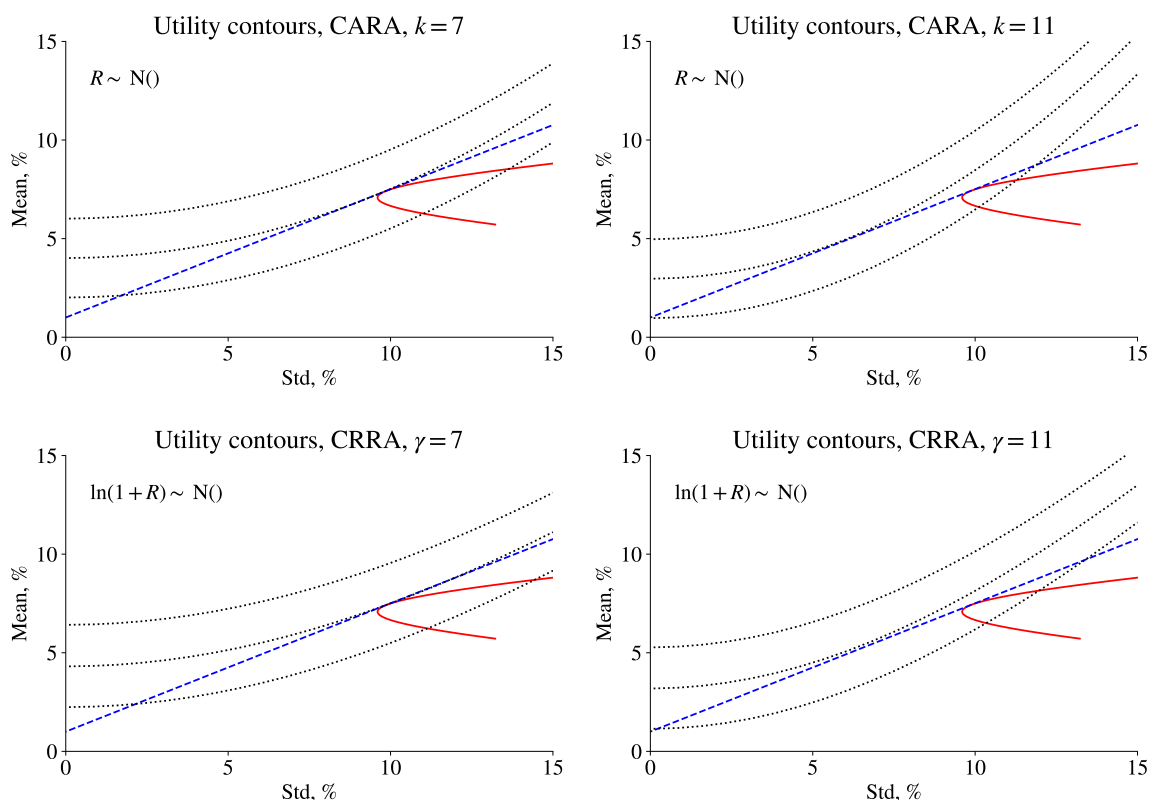 Utility contours, CARA, k = 7
R ~ N()
15
10
5
0
Mean, %
0 5 10 15
Std, %
Utility contours, CARA, k = 11
R ~ N()
15
10
5
0
Mean, %
0 5 10 15
Std, %
Utility contours, CRRA, γ = 7
ln(1 + R) ~ N()
15
10
5
0
Mean, %
0 5 10 15
Std, %
Utility contours, CRRA, γ = 11
ln(1 + R) ~ N()
15
10
5
0
Mean, %
0 5 10 15
Std, %